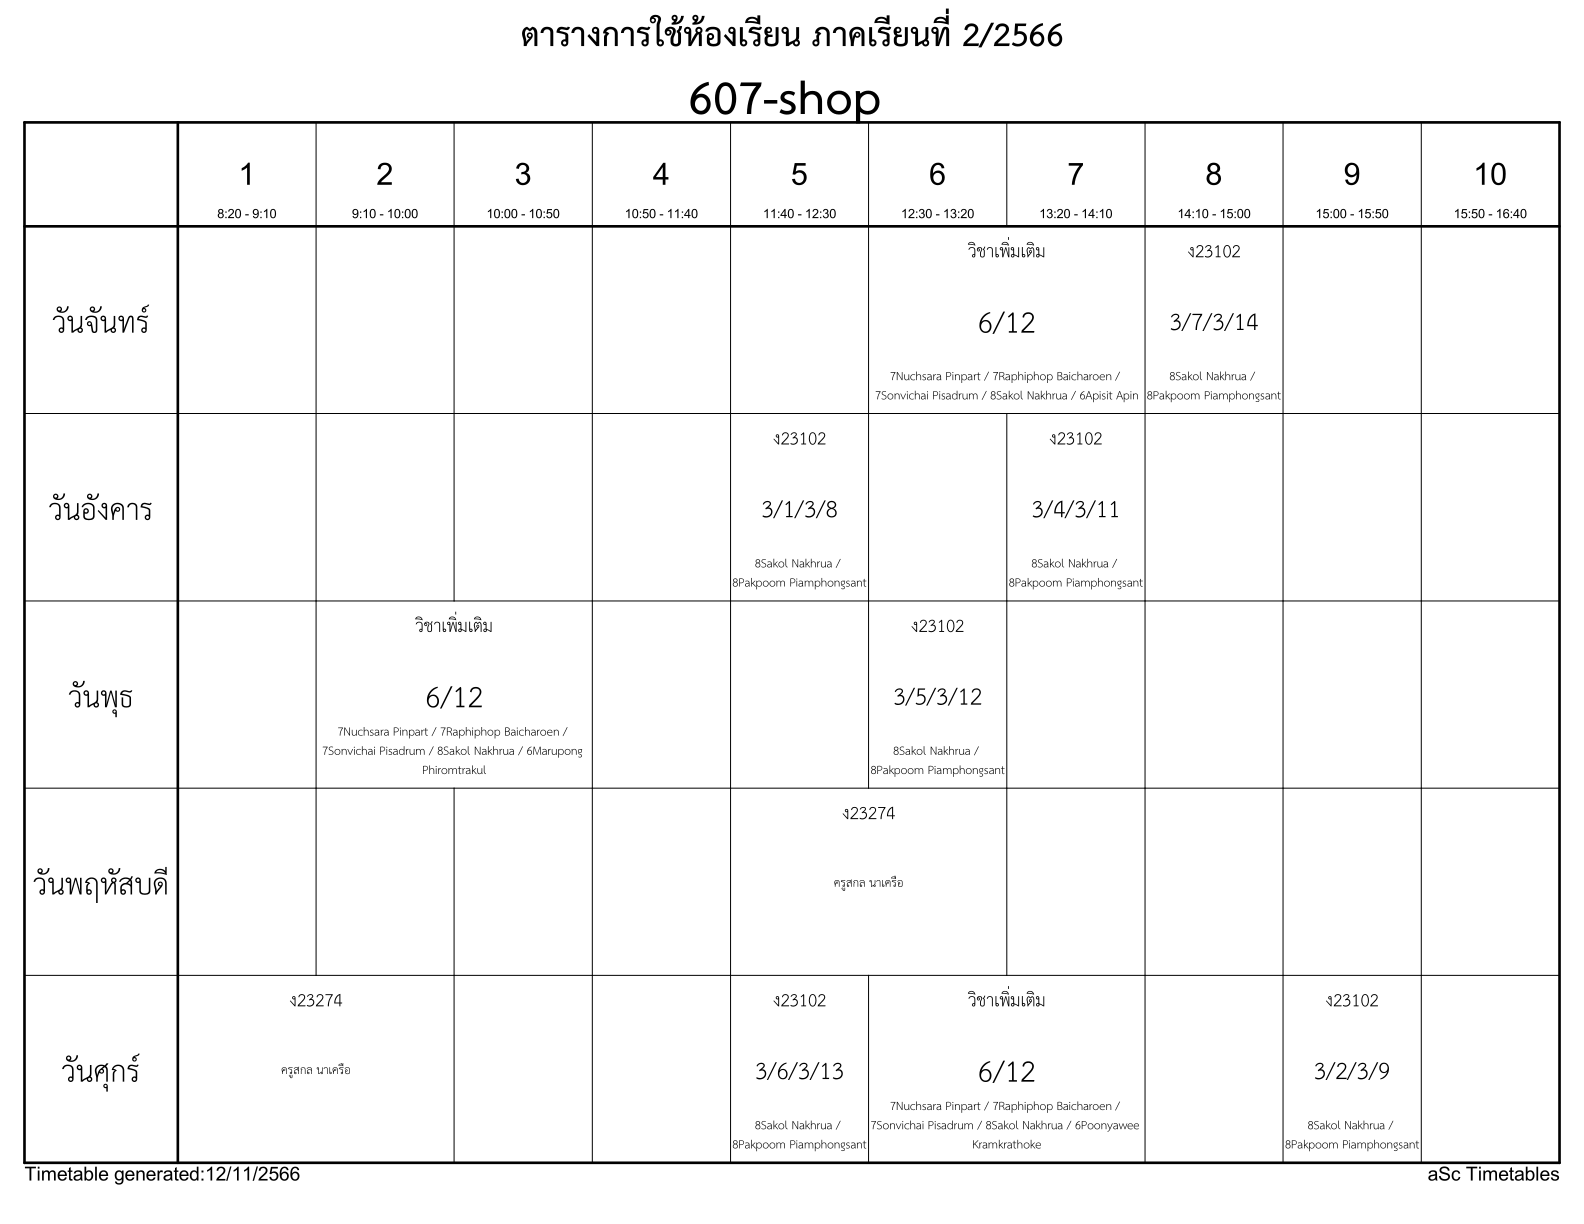 ตารางการใช้ห้องเรียน ภาคเรียนที่ 2/2566
607-shop
1 2 3 4 5 6 7 8 9 10
8:20 - 9:10 9:10 - 10:00 10:00 - 10:50 10:50 - 11:40 11:40 - 12:30 12:30 - 13:20 13:20 - 14:10 14:10 - 15:00 15:00 - 15:50 15:50 - 16:40
วันจันทร์
วิชาเพิ่มเติม
6/12
7Nuchsara Pinpart / 7Raphiphop Baicharoen /
7Sonvichai Pisadrum / 8Sakol Nakhrua / 6Apisit Apin
ง23102
3/7/3/14
8Sakol Nakhrua /
8Pakpoom Piamphongsant
วันอังคาร
ง23102
3/1/3/8
8Sakol Nakhrua /
8Pakpoom Piamphongsant
ง23102
3/4/3/11
8Sakol Nakhrua /
8Pakpoom Piamphongsant
วันพุธ
วิชาเพิ่มเติม
6/12
7Nuchsara Pinpart / 7Raphiphop Baicharoen /
7Sonvichai Pisadrum / 8Sakol Nakhrua / 6Marupong
Phiromtrakul
ง23102
3/5/3/12
8Sakol Nakhrua /
8Pakpoom Piamphongsant
วันพฤหัสบดี
ง23274
ครูสกล นาเครือ
วันศุกร์
ง23274
ครูสกล นาเครือ
ง23102
3/6/3/13
8Sakol Nakhrua /
8Pakpoom Piamphongsant
วิชาเพิ่มเติม
6/12
7Nuchsara Pinpart / 7Raphiphop Baicharoen /
7Sonvichai Pisadrum / 8Sakol Nakhrua / 6Poonyawee
Kramkrathoke
ง23102
3/2/3/9
8Sakol Nakhrua /
8Pakpoom Piamphongsant
Timetable generated:12/11/2566
aSc Timetables